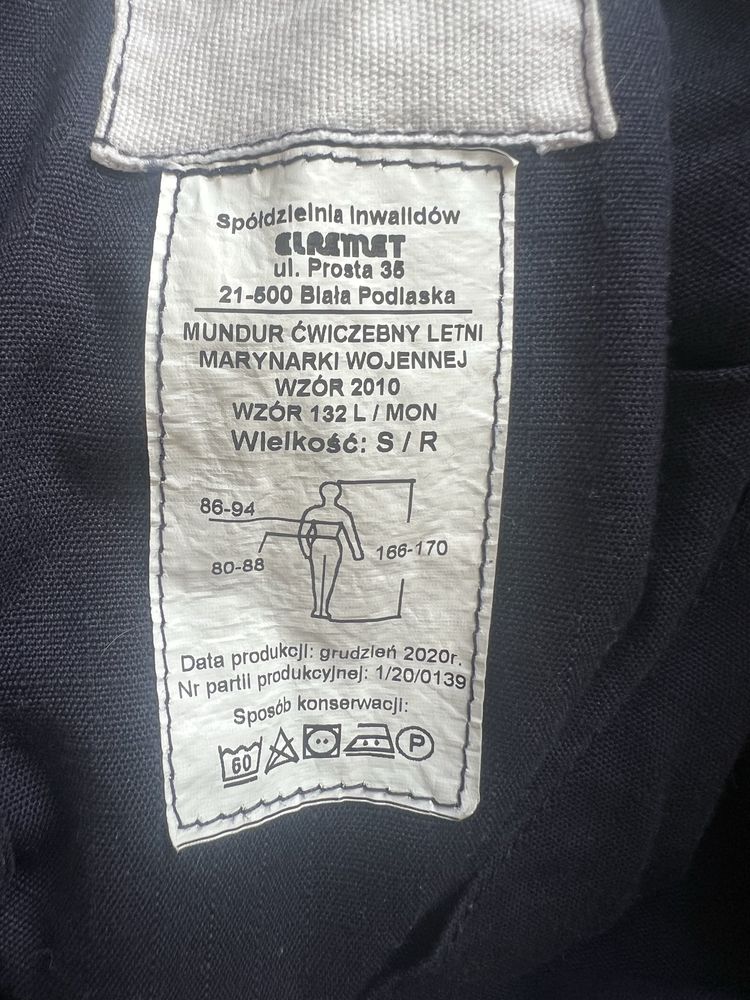 Spółdzielnia Inwalidów
ELREMET
ul. Prosta 35
21-500 Biała Podlaska
MUNDUR ĆWICZEBNY LETNI
MARYNARKI WOJENNEJ
WZÓR 2010
WZÓR 132 L / MON
Wielkość: S / R
86-94
80-88
166-170
Data produkcji: grudzień 2020r.
Nr partii produkcyjnej: 1/20/0139
Sposób konserwacji:
60 P